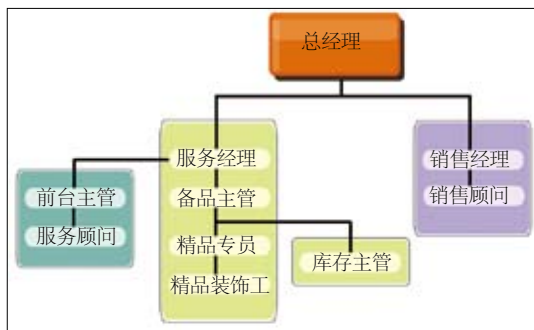 总经理
服务经理
销售经理
前台主管
备品主管
销售顾问
服务顾问
精品专员
库存主管
精品装饰工